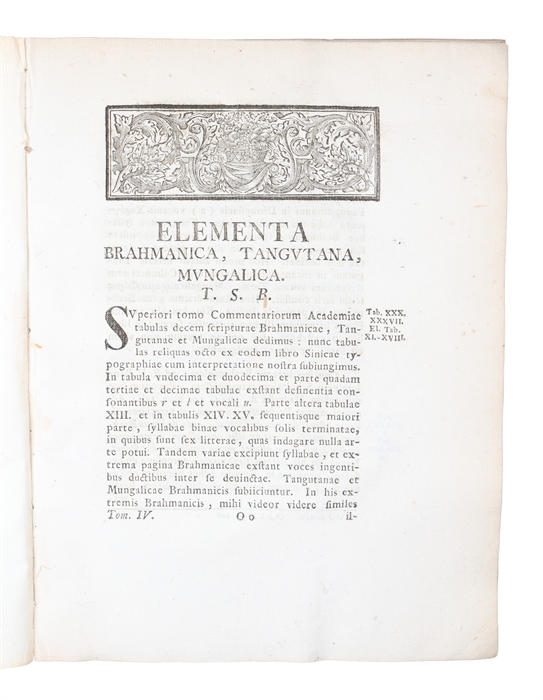 ELEMENTA
BRAHMANICA, TANGVTANA,
MVNGALICA.
T. S. B.
SVperiori tomo Commentariorum Academiae
tabulas decem ſcripturae Brahmanicae, Tan-
gutanae et Mungalicae dedimus: nunc tabu-
las reliquas octo ex eodem libro Sinicae ty-
pographiae cum interpretatione noſtra ſubiungimus.
In tabula vndecima et duodecima et parte quadam
tertiae et decimae tabulae exſtant deſinentia con-
ſonantibus r et l et vocali u. Parte altera tabulae
XIII. et in tabulis XIV. XV. ſequentisque maiori
parte, ſyllabae binae vocalibus ſolis terminatae,
in quibus ſunt ſex litterae, quas indagare nulla ar-
te potui. Tandem variae excipiunt ſyllabae, et ex-
trema pagina Brahmanicae exſtant voces ingenti-
bus ductibus inter ſe deuinctae. Tangutanae et
Mungalicae Brahmanicis ſubiiciuntur. In his ex-
tremis Brahmanicis, mihi videor videre ſimiles
Tom. IV. O o il-
Tab. XXX.
XXXVII.
El. Tab.
XI.-XVIII.